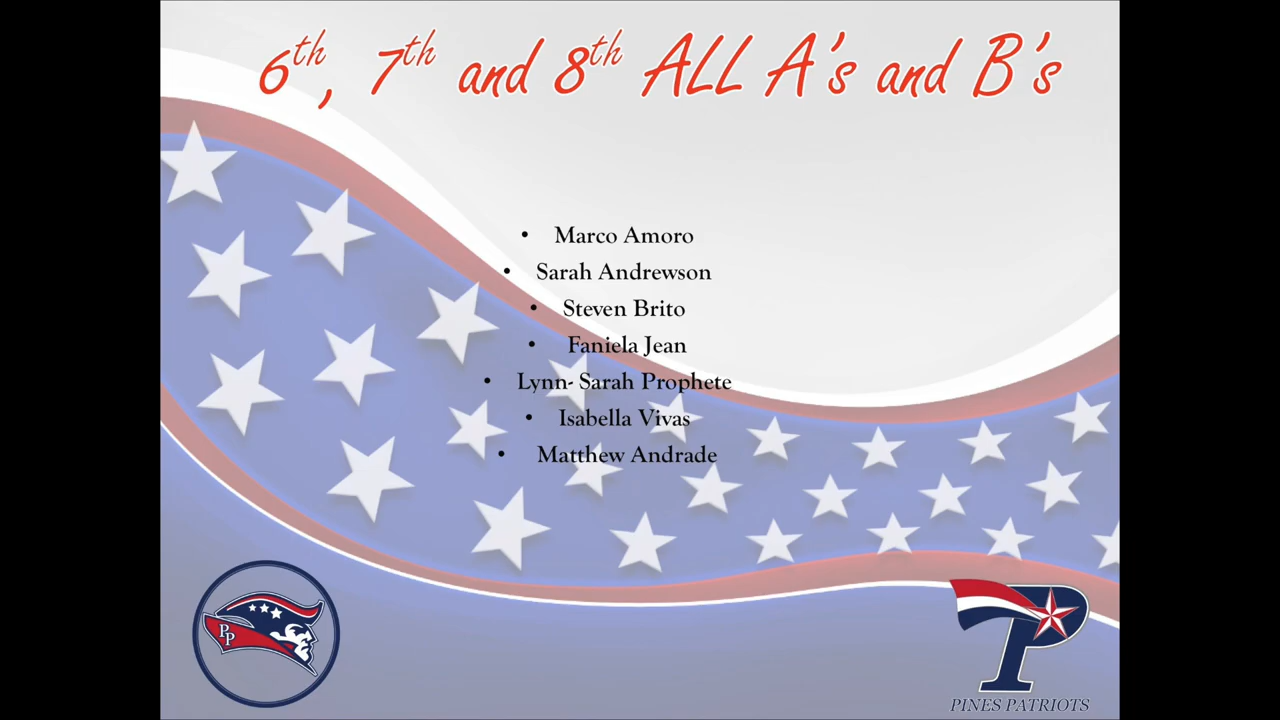 6th, 7th and 8th ALL A's and B's
• Marco Amoro
• Sarah Andrewson
• Steven Brito
• Faniela Jean
• Lynn- Sarah Prophete
• Isabella Vivas
• Matthew Andrade
PP
P
PINES PATRIOTS